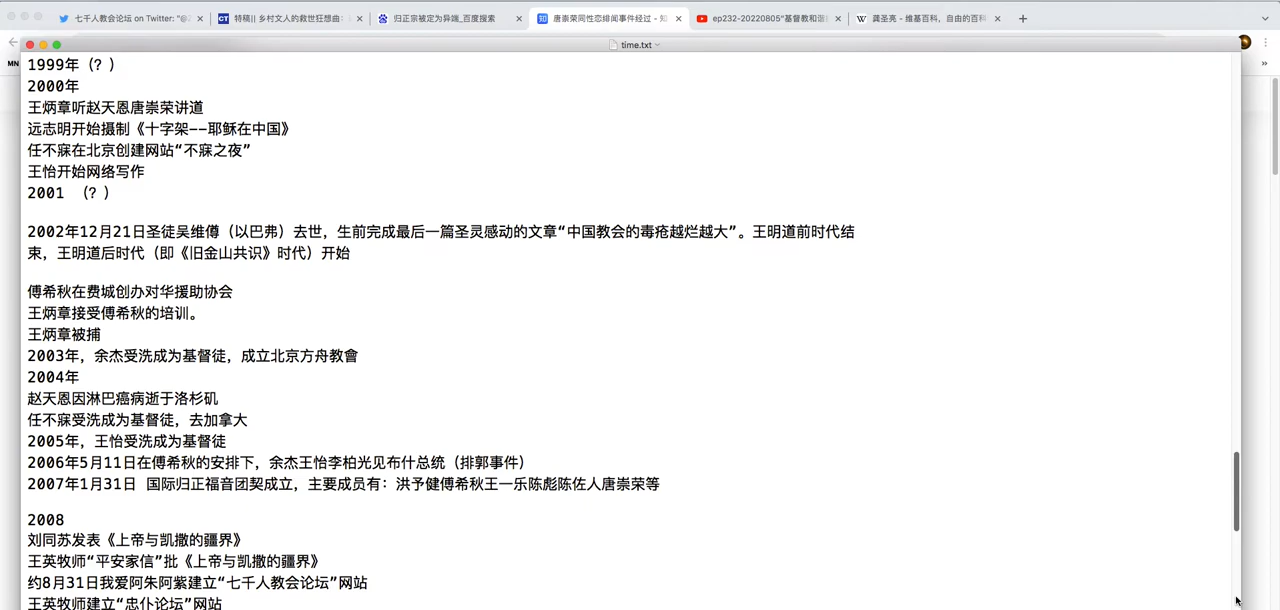 七千人教会论坛 on Twitter: "@J
特稿|| 乡村文人的救世狂想曲:
归正宗被定为异端_百度搜索
唐崇荣同性恋绯闻事件经过 - 知
ep232-20220805"基督教和谐
龚圣亮 - 维基百科，自由的百科
time.txt
MN
1999年（？）
2000年
王炳章听赵天恩唐崇荣讲道
远志明开始摄制《十字架--耶稣在中国》
任不寐在北京创建网站“不寐之夜”
王怡开始网络写作
2001 （？）
2002年12月21日圣徒吴维僔（以巴弗）去世，生前完成最后一篇圣灵感动的文章“中国教会的毒疮越烂越大”。王明道前时代结
束，王明道后时代（即《旧金山共识》时代）开始
傅希秋在费城创办对华援助协会
王炳章接受傅希秋的培训。
王炳章被捕
2003年，余杰受洗成为基督徒，成立北京方舟教會
2004年
赵天恩因淋巴癌病逝于洛杉矶
任不寐受洗成为基督徒，去加拿大
2005年，王怡受洗成为基督徒
2006年5月11日在傅希秋的安排下，余杰王怡李柏光见布什总统（排郭事件）
2007年1月31日 国际归正福音团契成立，主要成员有：洪予健傅希秋王一乐陈彪陈佐人唐崇荣等
2008
刘同苏发表《上帝与凯撒的疆界》
王英牧师“平安家信”批《上帝与凯撒的疆界》
约8月31日我爱阿朱阿紫建立“七千人教会论坛”网站
王英牧师建立“忠仆论坛”网站